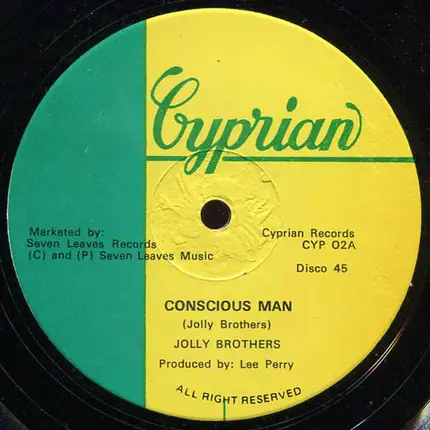 Cyprian
Marketed by:
Seven Leaves Records
(C) and (P) Seven Leaves Music
Cyprian Records
CYP 02A
Disco 45
CONSCIOUS MAN
(Jolly Brothers)
JOLLY BROTHERS
Produced by: Lee Perry
ALL RIGHT RESERVED